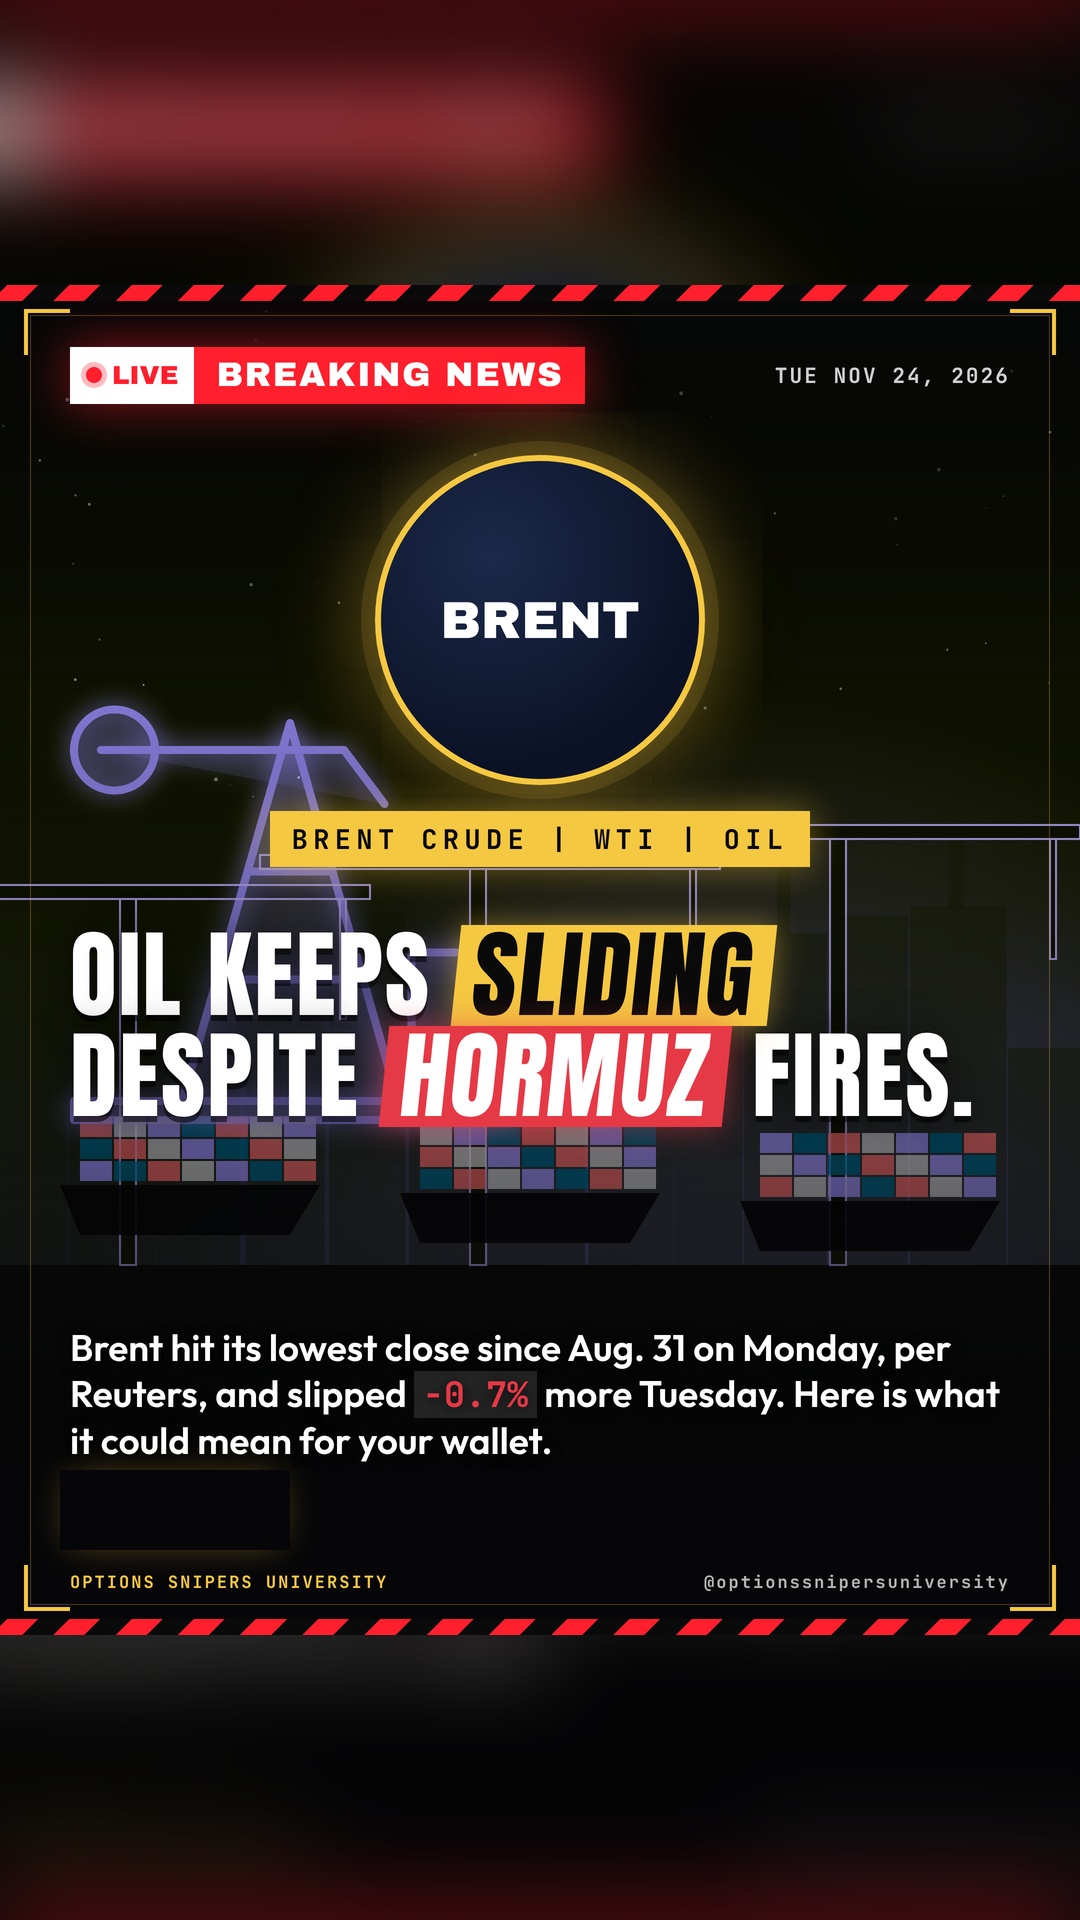 LIVE BREAKING NEWS
TUE NOV 24, 2026
BRENT
BRENT CRUDE | WTI | OIL
OIL KEEPS SLIDING
DESPITE HORMUZ FIRES.
Brent hit its lowest close since Aug. 31 on Monday, per
Reuters, and slipped -0.7% more Tuesday. Here is what
it could mean for your wallet.
OPTIONS SNIPERS UNIVERSITY
@optionssnipersuniversity